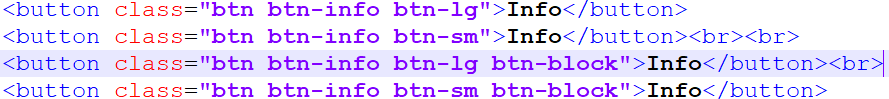 <button class="btn btn-info btn-lg">Info</button>
<button class="btn btn-info btn-sm">Info</button><br><br>
<button class="btn btn-info btn-lg btn-block">Info</button><br>
<button class="btn btn-info btn-sm btn-block">Info</button>